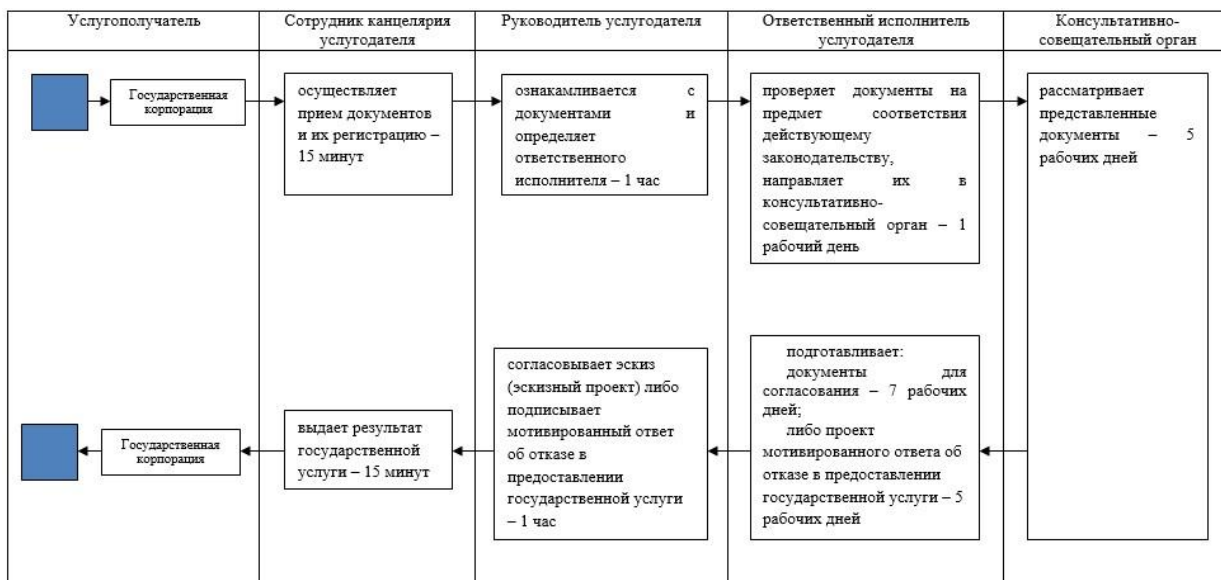 Услугополучатель
Сотрудник канцелярия
услугодателя
Руководитель услугодателя
Ответственный исполнитель
услугодателя
Консультативно-
совещательный орган
Государственная
корпорация
осуществляет
прием документов
и их регистрацию –
15 минут
ознакамливается с
документами и
определяет
ответственного
исполнителя – 1 час
проверяет документы на
предмет соответствия
действующему
законодательству,
направляет их в
консультативно-
совещательный орган – 1
рабочий день
рассматривает
представленные
документы – 5
рабочих дней
Государственная
корпорация
выдает результат
государственной
услуги – 15 минут
согласовывает эскиз
(эскизный проект) либо
подписывает
мотивированный ответ
об отказе в
предоставлении
государственной услуги
– 1 час
подготавливает:
документы для
согласования – 7 рабочих
дней;
либо проект
мотивированного ответа об
отказе в предоставлении
государственной услуги – 5
рабочих дней